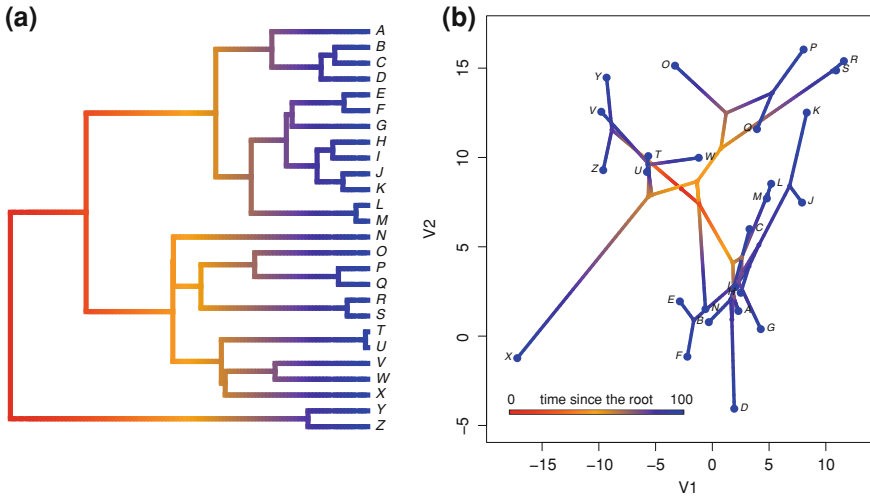 (a)
A
B
C
D
E
F
G
H
I
J
K
L
M
N
O
P
Q
R
S
T
U
V
W
X
Y
Z
(b)
V2
15
10
5
0
−5
−15
−10
−5
0
5
10
V1
O
P
R
S
Y
V
Q
K
T
W
Z
U
L
M
J
C
E
N
A
B
G
F
X
D
0 time since the root 100